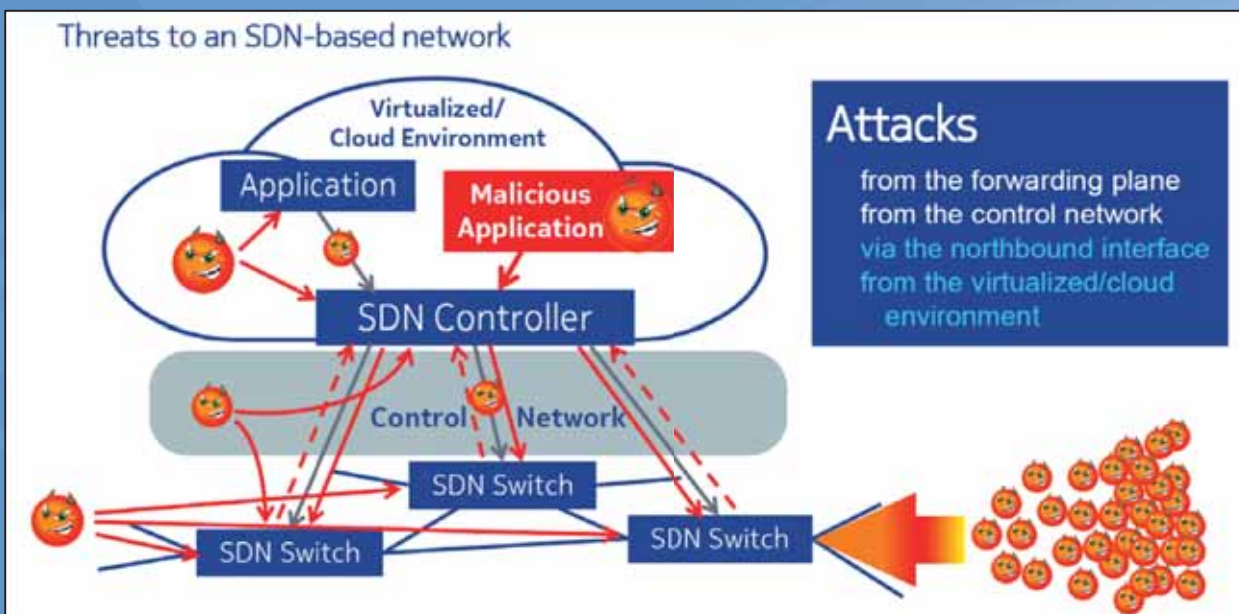 Threats to an SDN-based network
Virtualized/
Cloud Environment
Application
Malicious
Application
SDN Controller
Control Network
SDN Switch
SDN Switch
SDN Switch
Attacks
from the forwarding plane
from the control network
via the northbound interface
from the virtualized/cloud
environment